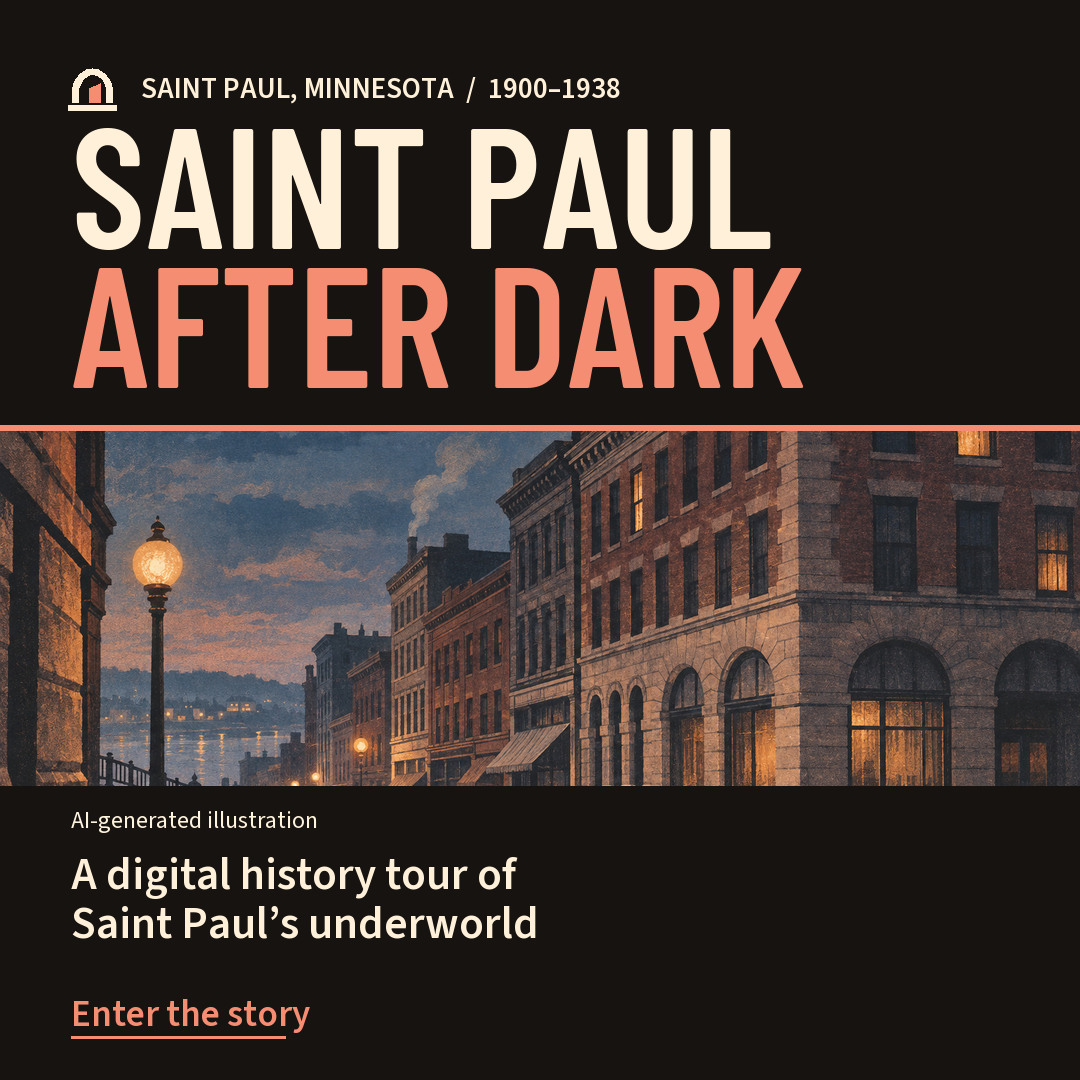 SAINT PAUL, MINNESOTA / 1900–1938
SAINT PAUL
AFTER DARK
AI-generated illustration
A digital history tour of
Saint Paul’s underworld
Enter the story